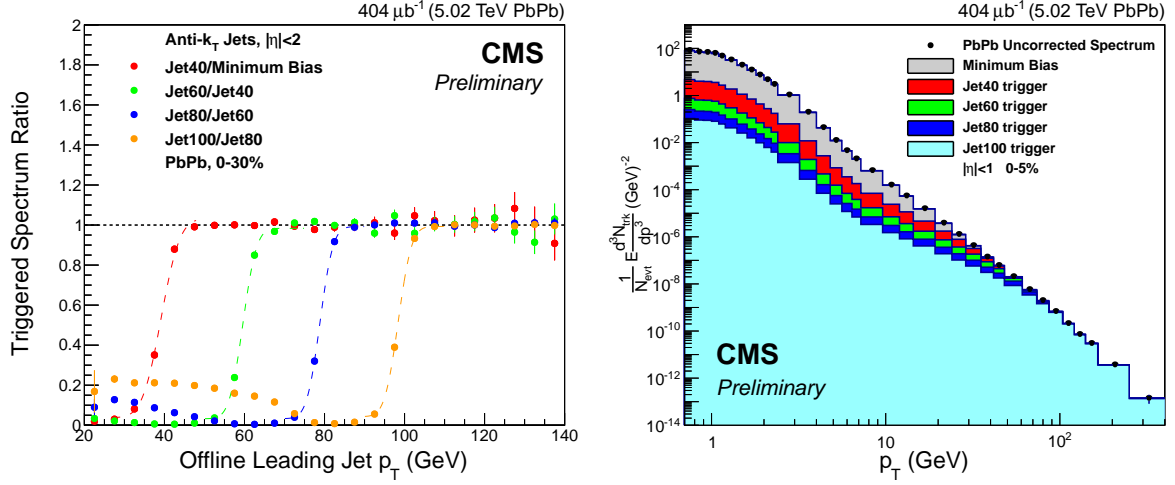 404 μb⁻¹ (5.02 TeV PbPb)
Triggered Spectrum Ratio
2
1.8
1.6
1.4
1.2
1
0.8
0.6
0.4
0.2
0
Anti-k_T Jets, |η|<2
Jet40/Minimum Bias
Jet60/Jet40
Jet80/Jet60
Jet100/Jet80
PbPb, 0-30%
CMS
Preliminary
20 40 60 80 100 120 140
Offline Leading Jet p_T (GeV)
404 μb⁻¹ (5.02 TeV PbPb)
1/N_evt E d³N_trk/dp³ (GeV)⁻²
10²
1
10⁻²
10⁻⁴
10⁻⁶
10⁻⁸
10⁻¹⁰
10⁻¹²
10⁻¹⁴
PbPb Uncorrected Spectrum
Minimum Bias
Jet40 trigger
Jet60 trigger
Jet80 trigger
Jet100 trigger
|η|<1 0-5%
CMS
Preliminary
1 10 10²
p_T (GeV)